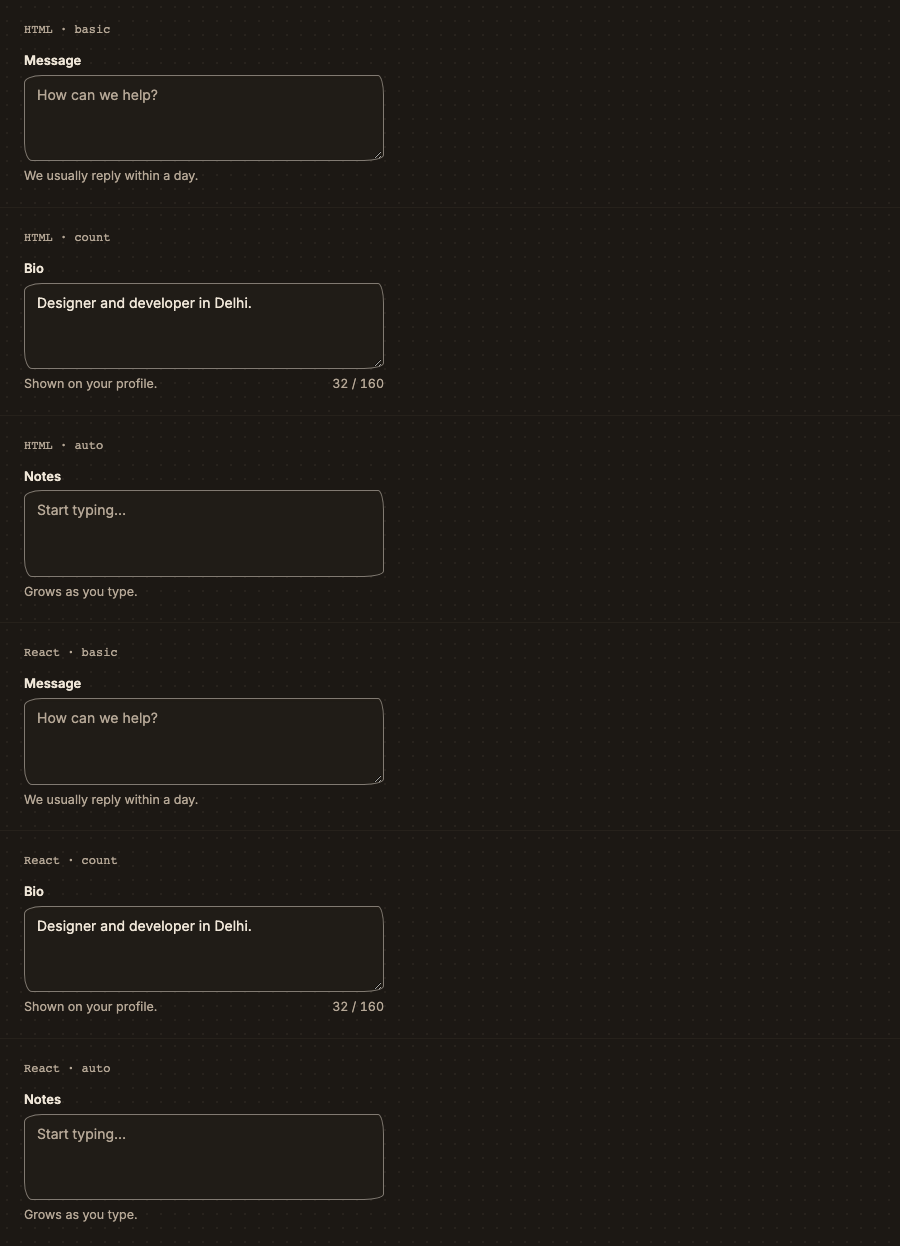 HTML · basic
Message
How can we help?
We usually reply within a day.
HTML · count
Bio
Designer and developer in Delhi.
Shown on your profile. 32 / 160
HTML · auto
Notes
Start typing…
Grows as you type.
React · basic
Message
How can we help?
We usually reply within a day.
React · count
Bio
Designer and developer in Delhi.
Shown on your profile. 32 / 160
React · auto
Notes
Start typing…
Grows as you type.